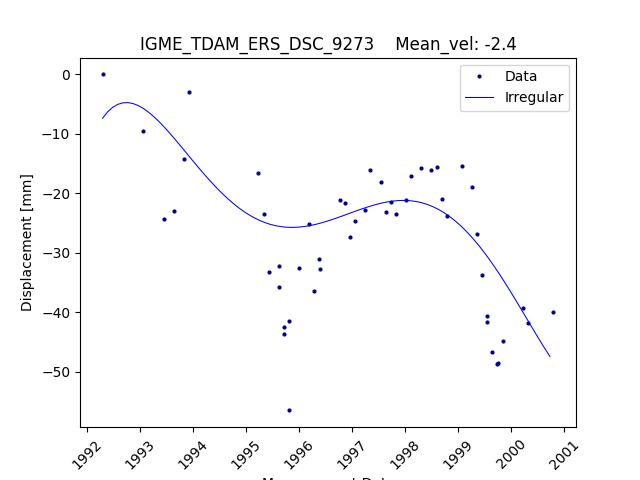 IGME_TDAM_ERS_DSC_9273    Mean_vel: -2.4
Data
Irregular
0
−10
−20
−30
−40
−50
Displacement [mm]
1992 1993 1994 1995 1996 1997 1998 1999 2000 2001